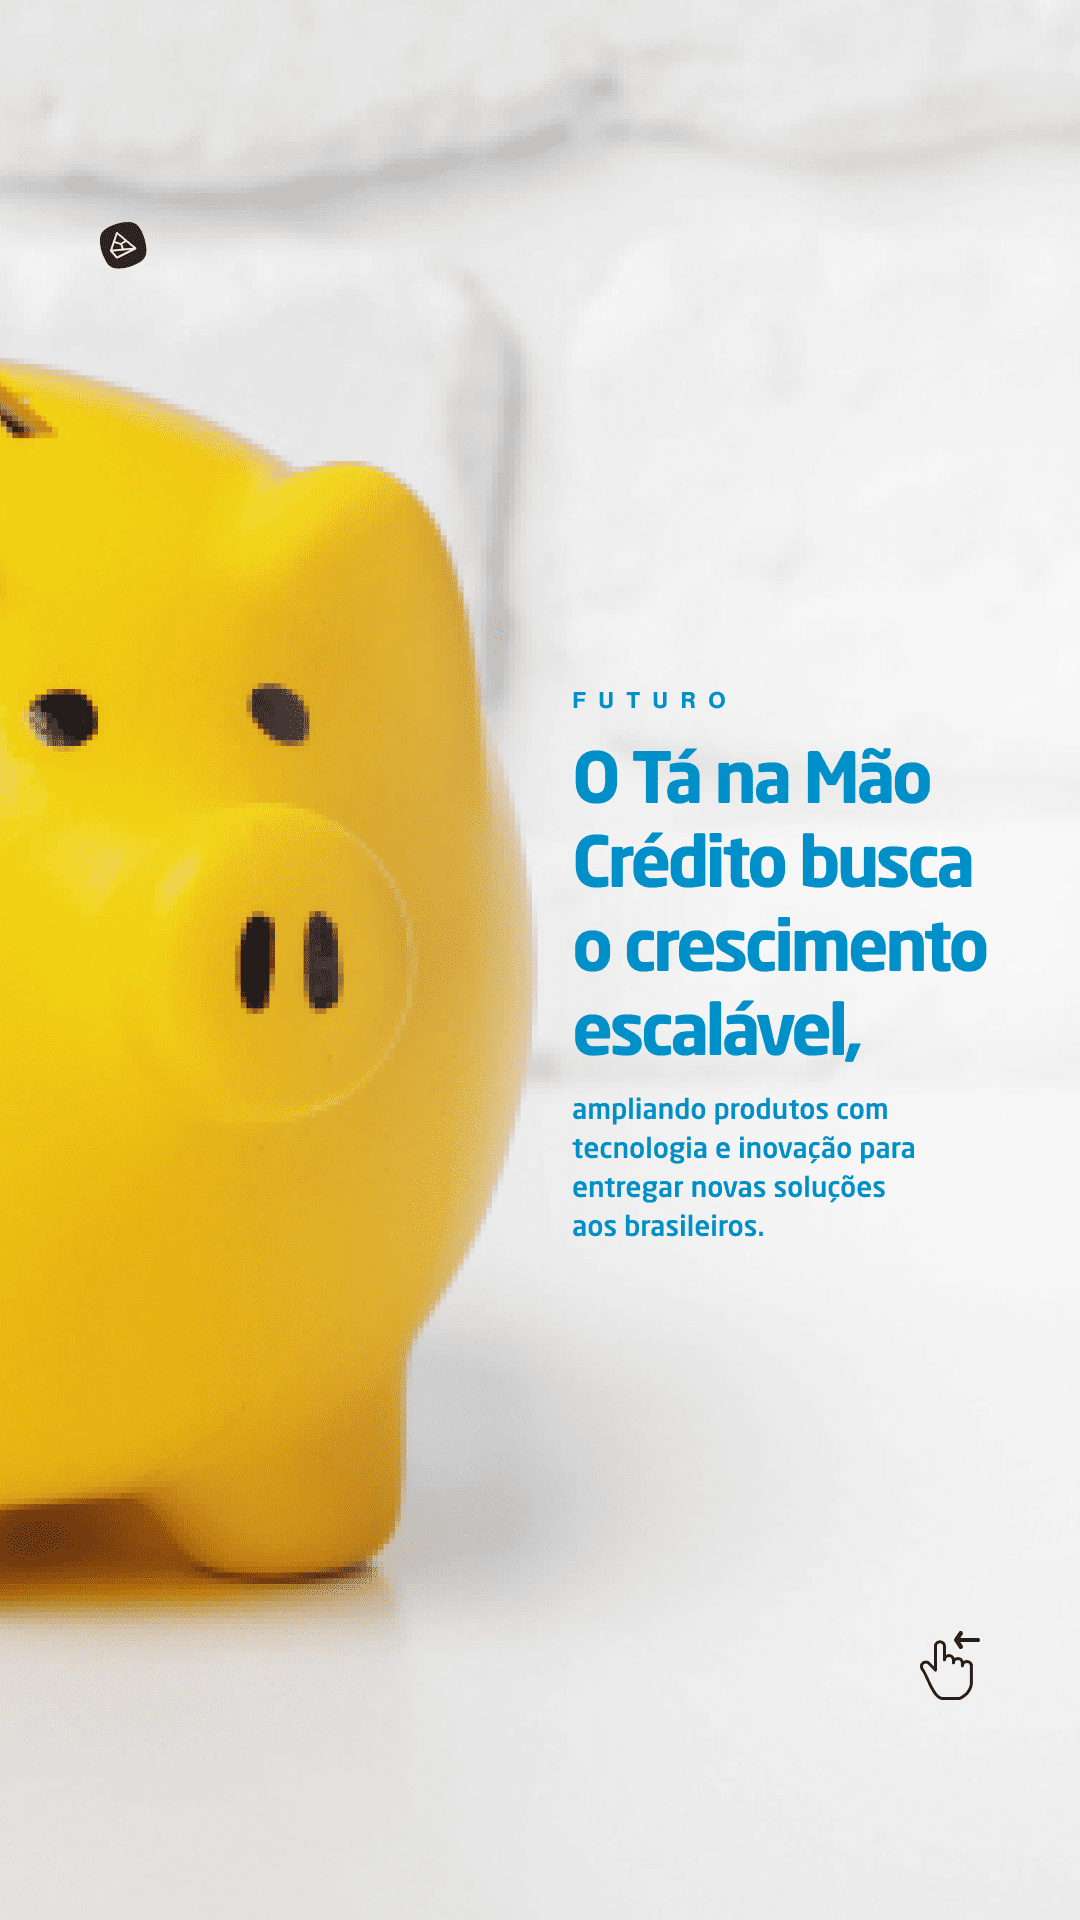 FUTURO
O Tá na Mão
Crédito busca
o crescimento
escalável,
ampliando produtos com
tecnologia e inovação para
entregar novas soluções
aos brasileiros.